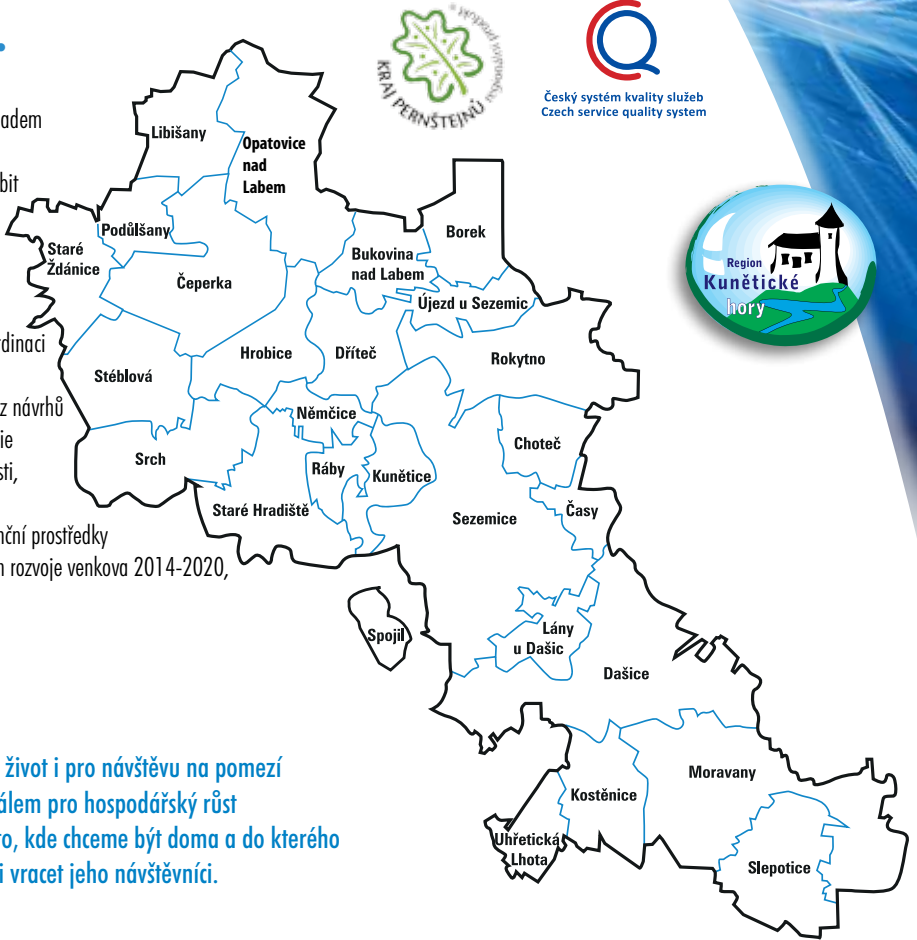 KRAJ PERNŠTEJNŮ
regionální produkt ®
Český systém kvality služeb
Czech service quality system
Region
Kunětické
hory
adem
bit
rdinaci
z návrhů
ie
sti,
nční prostředky
n rozvoje venkova 2014-2020,
Libišany
Opatovice
nad
Labem
Podůlšany
Staré
Ždánice
Čeperka
Bukovina
nad Labem
Borek
Újezd u Sezemic
Hrobice
Dříteč
Rokytno
Stéblová
Němčice
Choteč
Srch
Ráby
Kunětice
Staré Hradiště
Sezemice
Časy
Spojil
Lány
u Dašic
Dašice
Moravany
Kostěnice
Uhřetická
Lhota
Slepotice
život i pro návštěvu na pomezí
álem pro hospodářský růst
to, kde chceme být doma a do kterého
i vracet jeho návštěvníci.